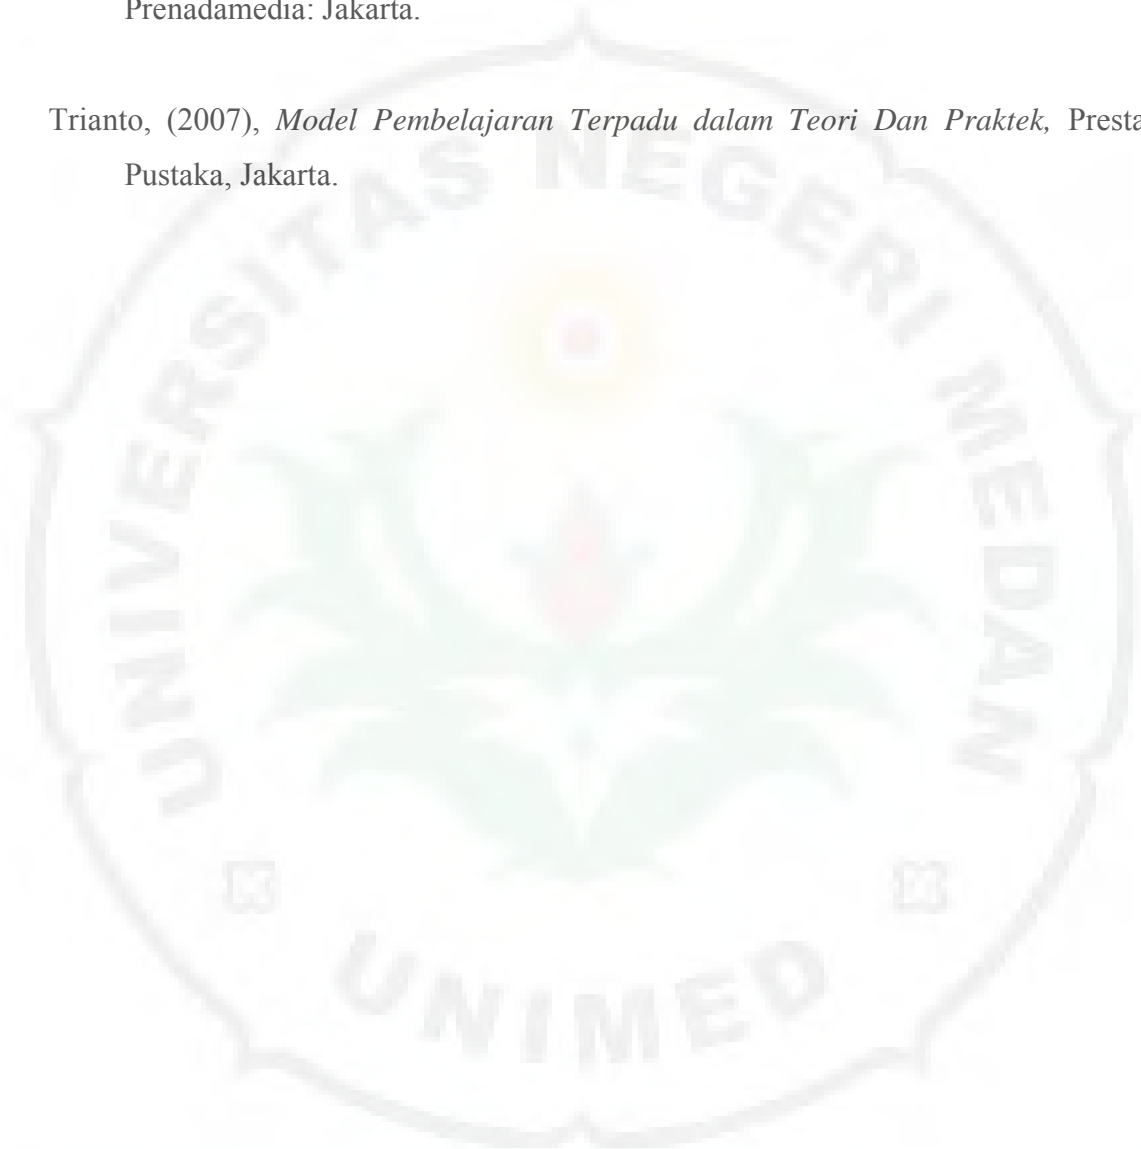 Prenadamedia: Jakarta.
Trianto, (2007), Model Pembelajaran Terpadu dalam Teori Dan Praktek, Presta
Pustaka, Jakarta.
UNIVERSITAS NEGERI MEDAN
UNIMED